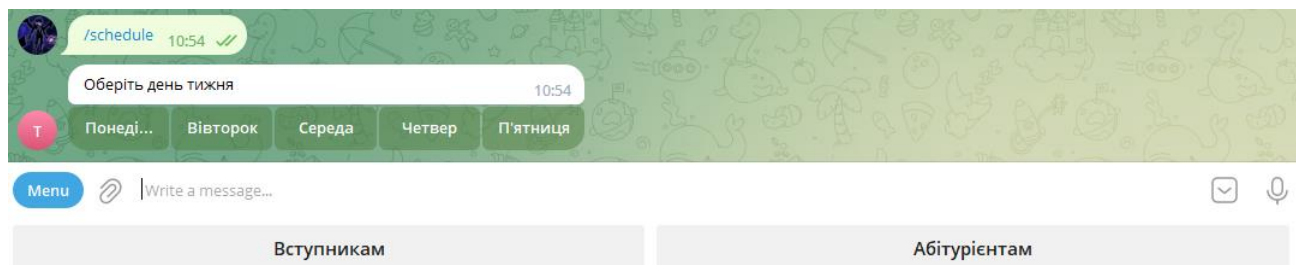 /schedule 10:54
Оберіть день тижня 10:54
Т Понеді... Вівторок Середа Четвер П'ятниця
Menu Write a message...
Вступникам Абітурієнтам